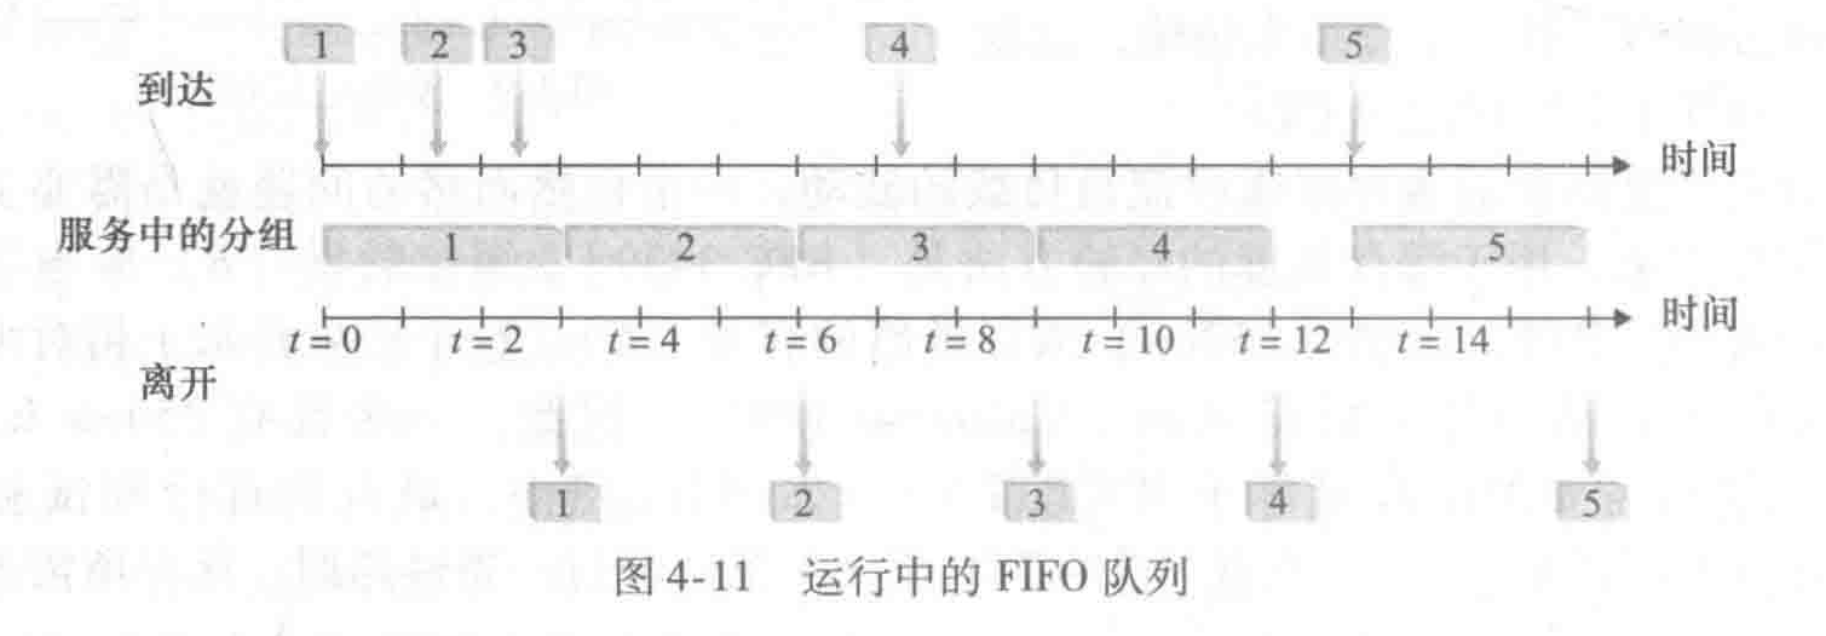 1 2 3 4 5
到达
时间
服务中的分组 1 2 3 4 5
时间
t = 0 t = 2 t = 4 t = 6 t = 8 t = 10 t = 12 t = 14
离开
1 2 3 4 5
图 4-11 运行中的 FIFO 队列